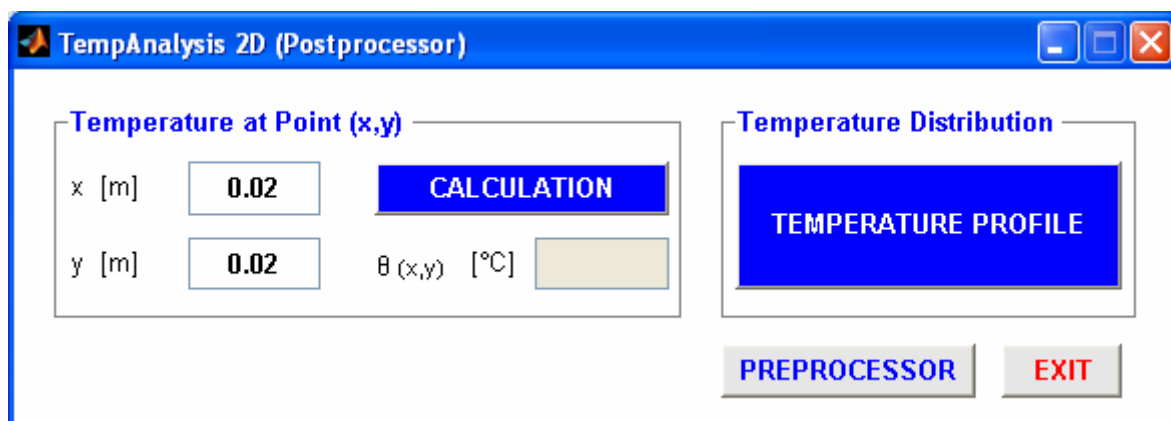 TempAnalysis 2D (Postprocessor)
Temperature at Point (x,y)
x [m] 0.02 CALCULATION
y [m] 0.02 θ (x,y) [°C]
Temperature Distribution
TEMPERATURE PROFILE
PREPROCESSOR EXIT